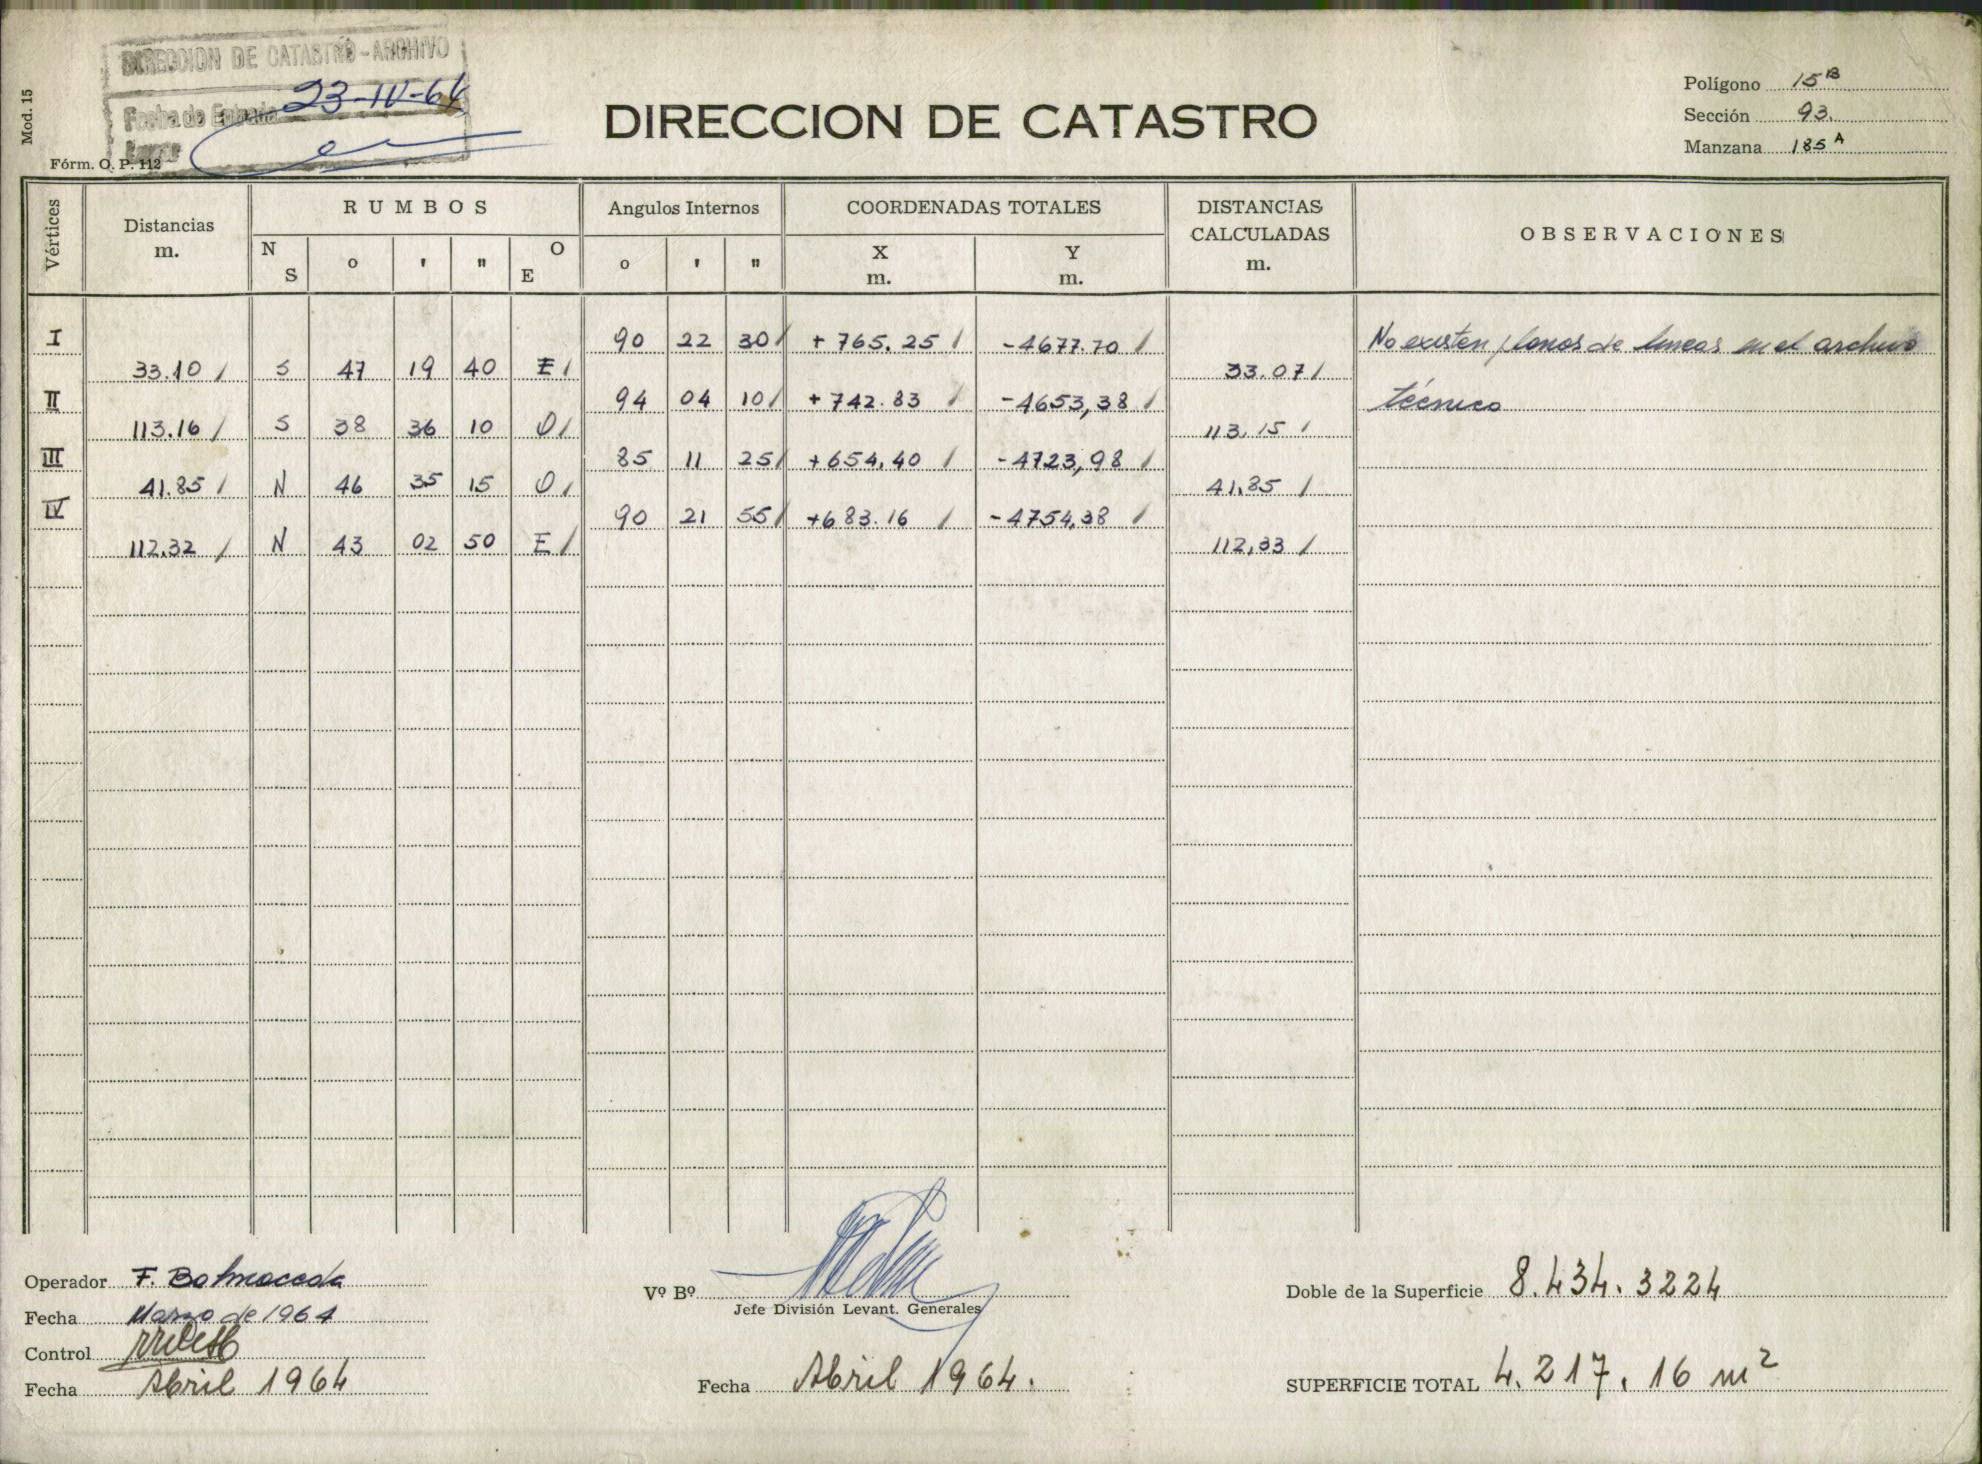 DIRECCION DE CATASTRO - ARCHIVO
Fecha de Entrada 23-IV-64
Mod. 15
Fórm. O. P. 112
DIRECCION DE CATASTRO
Polígono 15B
Sección 93.
Manzana 185A
Vértices
Distancias
m.
RUMBOS
N
S
o
'
"
O
E
Angulos Internos
o
'
"
COORDENADAS TOTALES
X
m.
Y
m.
DISTANCIAS
CALCULADAS
m.
OBSERVACIONES
I 90 22 30 / + 765.25 / - 4677.70 / No existen planos de lineas en el archivo
33.10 / S 47 19 40 E / 33.07 /
II 94 04 10 / + 742.83 / - 4653,38 / técnico
113.16 / S 38 36 10 O / 113.15 /
III 85 11 25 / + 654.40 / - 4723,98 /
41.85 / N 46 35 15 O / 41.85 /
IV 90 21 55 / + 683.16 / - 4754,38 /
112.32 / N 43 02 50 E / 112,33 /
Operador F. Balmaceda
Fecha Marzo de 1964
Control
Fecha Abril 1964
Vº Bº
Jefe División Levant. Generales
Fecha Abril 1964.
Doble de la Superficie 8.434.3224
SUPERFICIE TOTAL 4.217.16 m²